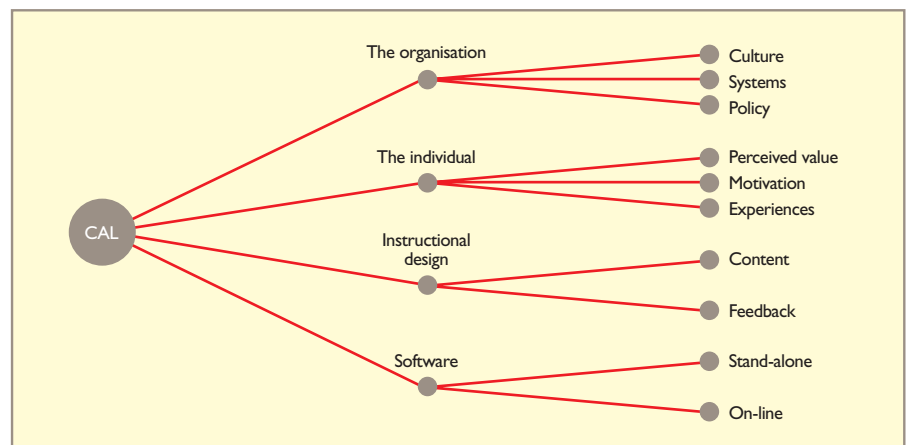 The organisation
Culture
Systems
Policy
The individual
Perceived value
Motivation
Experiences
CAL
Instructional
design
Content
Feedback
Software
Stand-alone
On-line